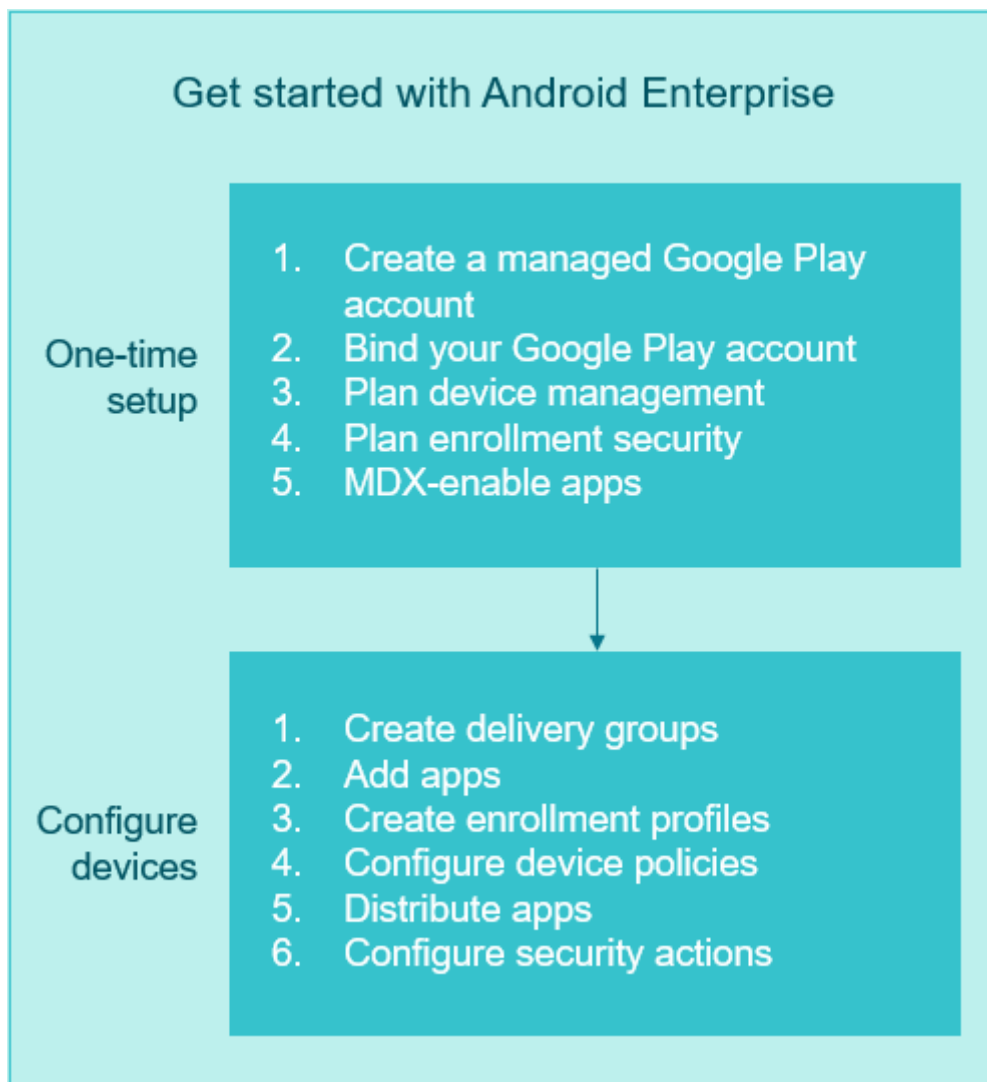 Get started with Android Enterprise
One-time
setup
1. Create a managed Google Play
account
2. Bind your Google Play account
3. Plan device management
4. Plan enrollment security
5. MDX-enable apps
Configure
devices
1. Create delivery groups
2. Add apps
3. Create enrollment profiles
4. Configure device policies
5. Distribute apps
6. Configure security actions